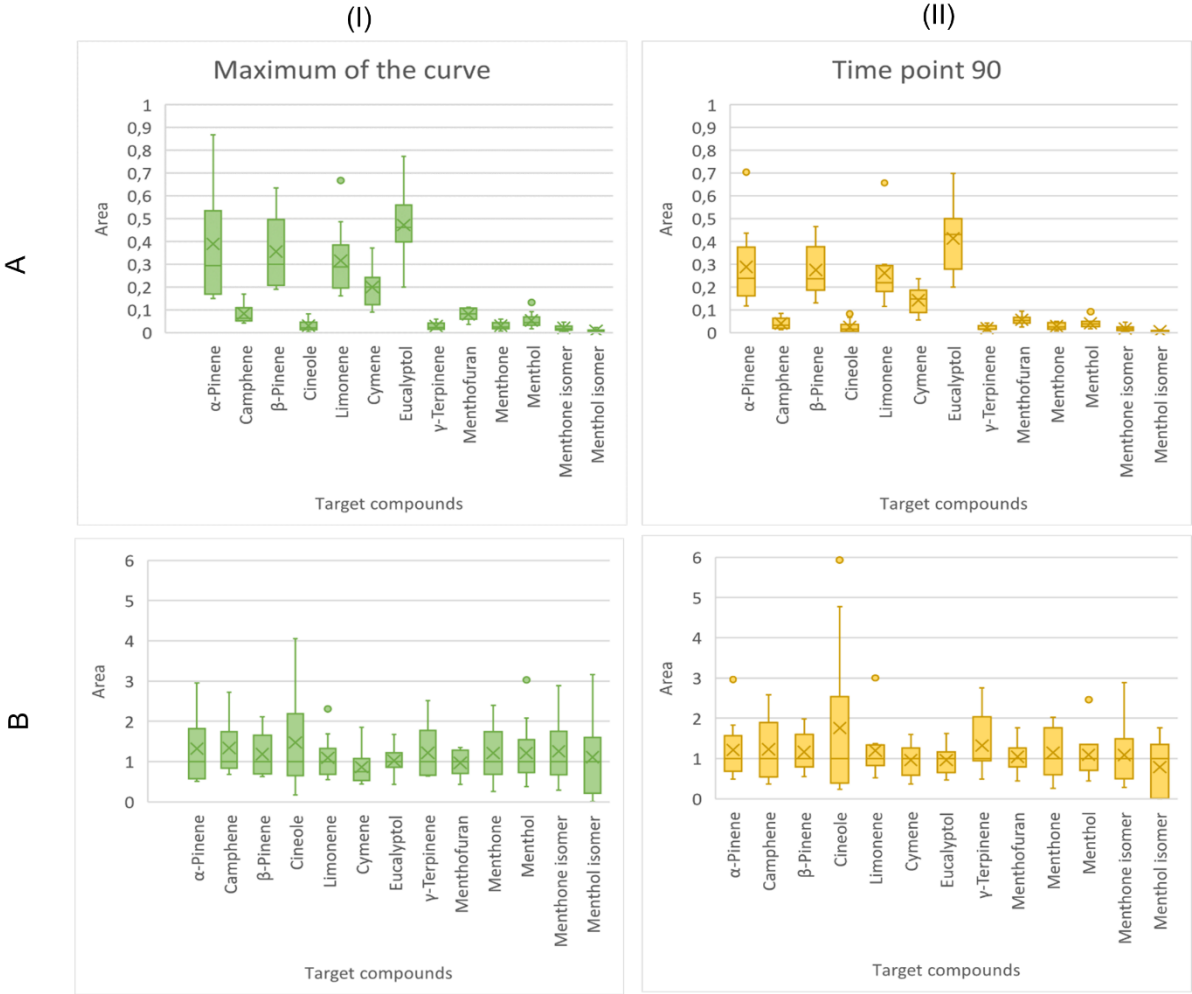 (I)
(II)
A
Maximum of the curve
Area
1
0,9
0,8
0,7
0,6
0,5
0,4
0,3
0,2
0,1
0
α-Pinene
Camphene
β-Pinene
Cineole
Limonene
Cymene
Eucalyptol
γ-Terpinene
Menthofuran
Menthone
Menthol
Menthone isomer
Menthol isomer
Target compounds
Time point 90
Area
1
0,9
0,8
0,7
0,6
0,5
0,4
0,3
0,2
0,1
0
α-Pinene
Camphene
β-Pinene
Cineole
Limonene
Cymene
Eucalyptol
γ-Terpinene
Menthofuran
Menthone
Menthol
Menthone isomer
Menthol isomer
Target compounds
B
Area
6
5
4
3
2
1
0
α-Pinene
Camphene
β-Pinene
Cineole
Limonene
Cymene
Eucalyptol
γ-Terpinene
Menthofuran
Menthone
Menthol
Menthone isomer
Menthol isomer
Target compounds
Area
6
5
4
3
2
1
0
α-Pinene
Camphene
β-Pinene
Cineole
Limonene
Cymene
Eucalyptol
γ-Terpinene
Menthofuran
Menthone
Menthol
Menthone isomer
Menthol isomer
Target compounds